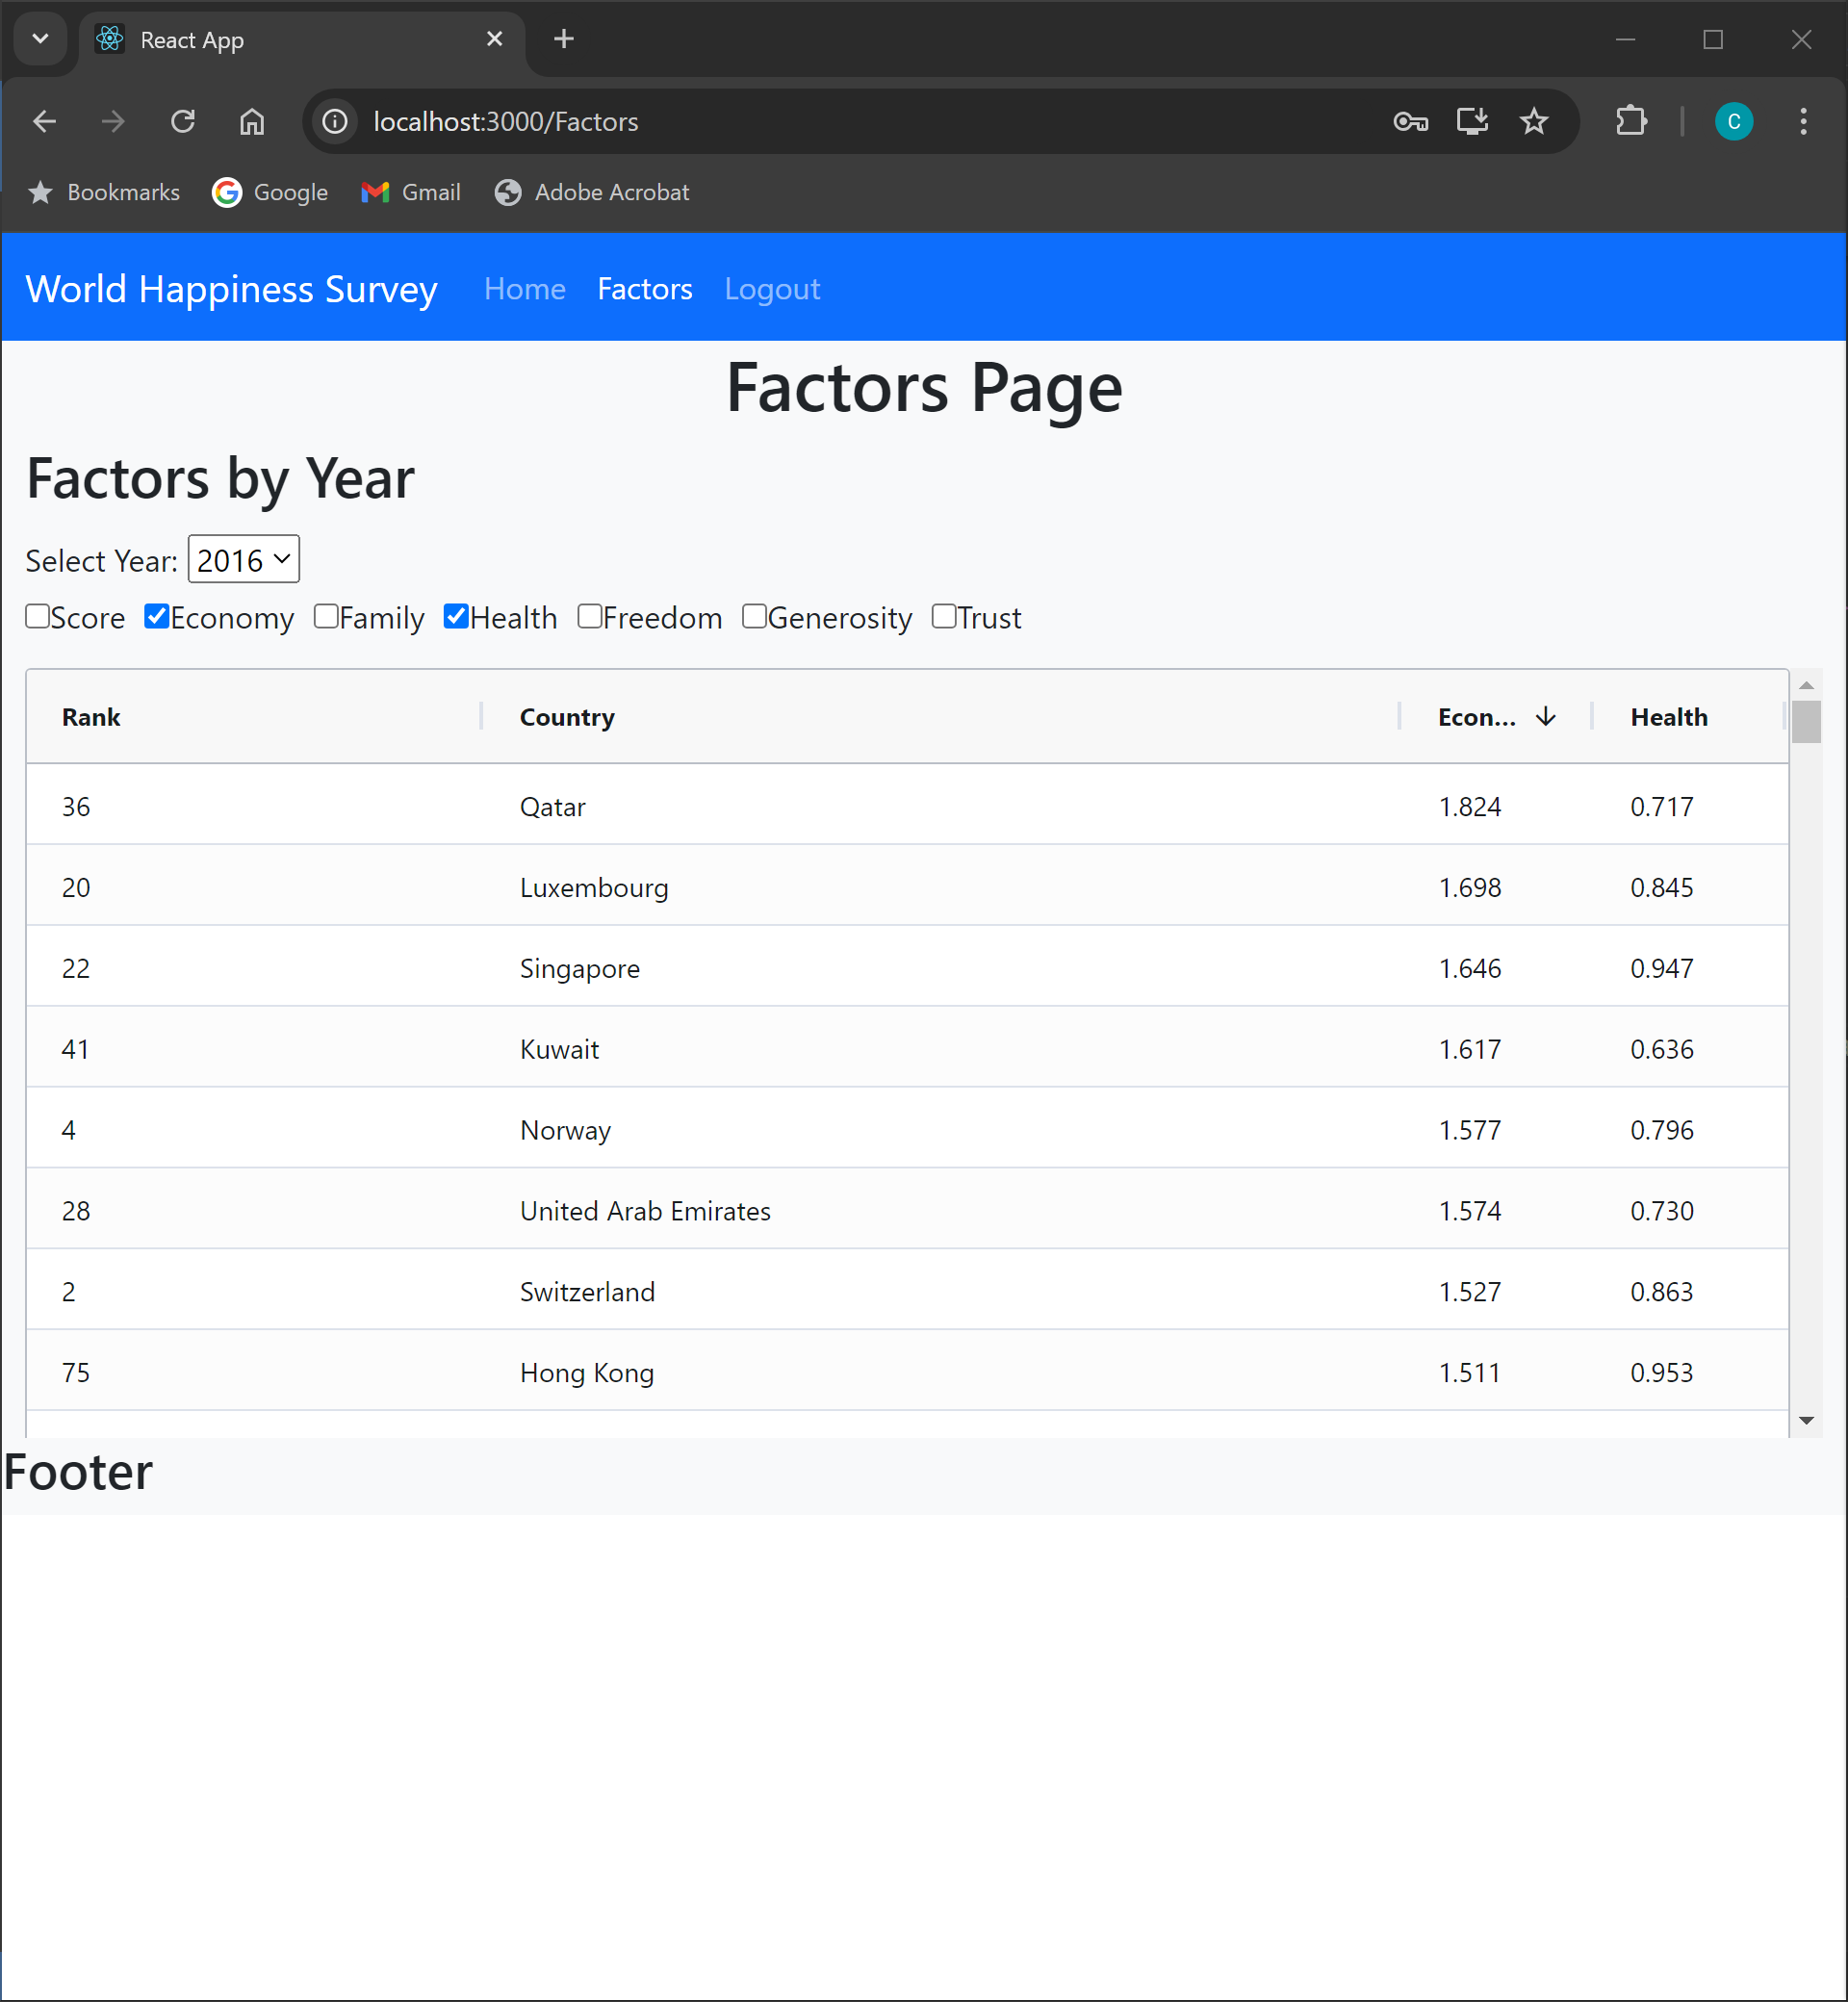 React App
localhost:3000/Factors
C
Bookmarks Google Gmail Adobe Acrobat
World Happiness Survey Home Factors Logout
Factors Page
Factors by Year
Select Year: 2016
Score Economy Family Health Freedom Generosity Trust
Rank Country Econ... Health
36 Qatar 1.824 0.717
20 Luxembourg 1.698 0.845
22 Singapore 1.646 0.947
41 Kuwait 1.617 0.636
4 Norway 1.577 0.796
28 United Arab Emirates 1.574 0.730
2 Switzerland 1.527 0.863
75 Hong Kong 1.511 0.953
Footer